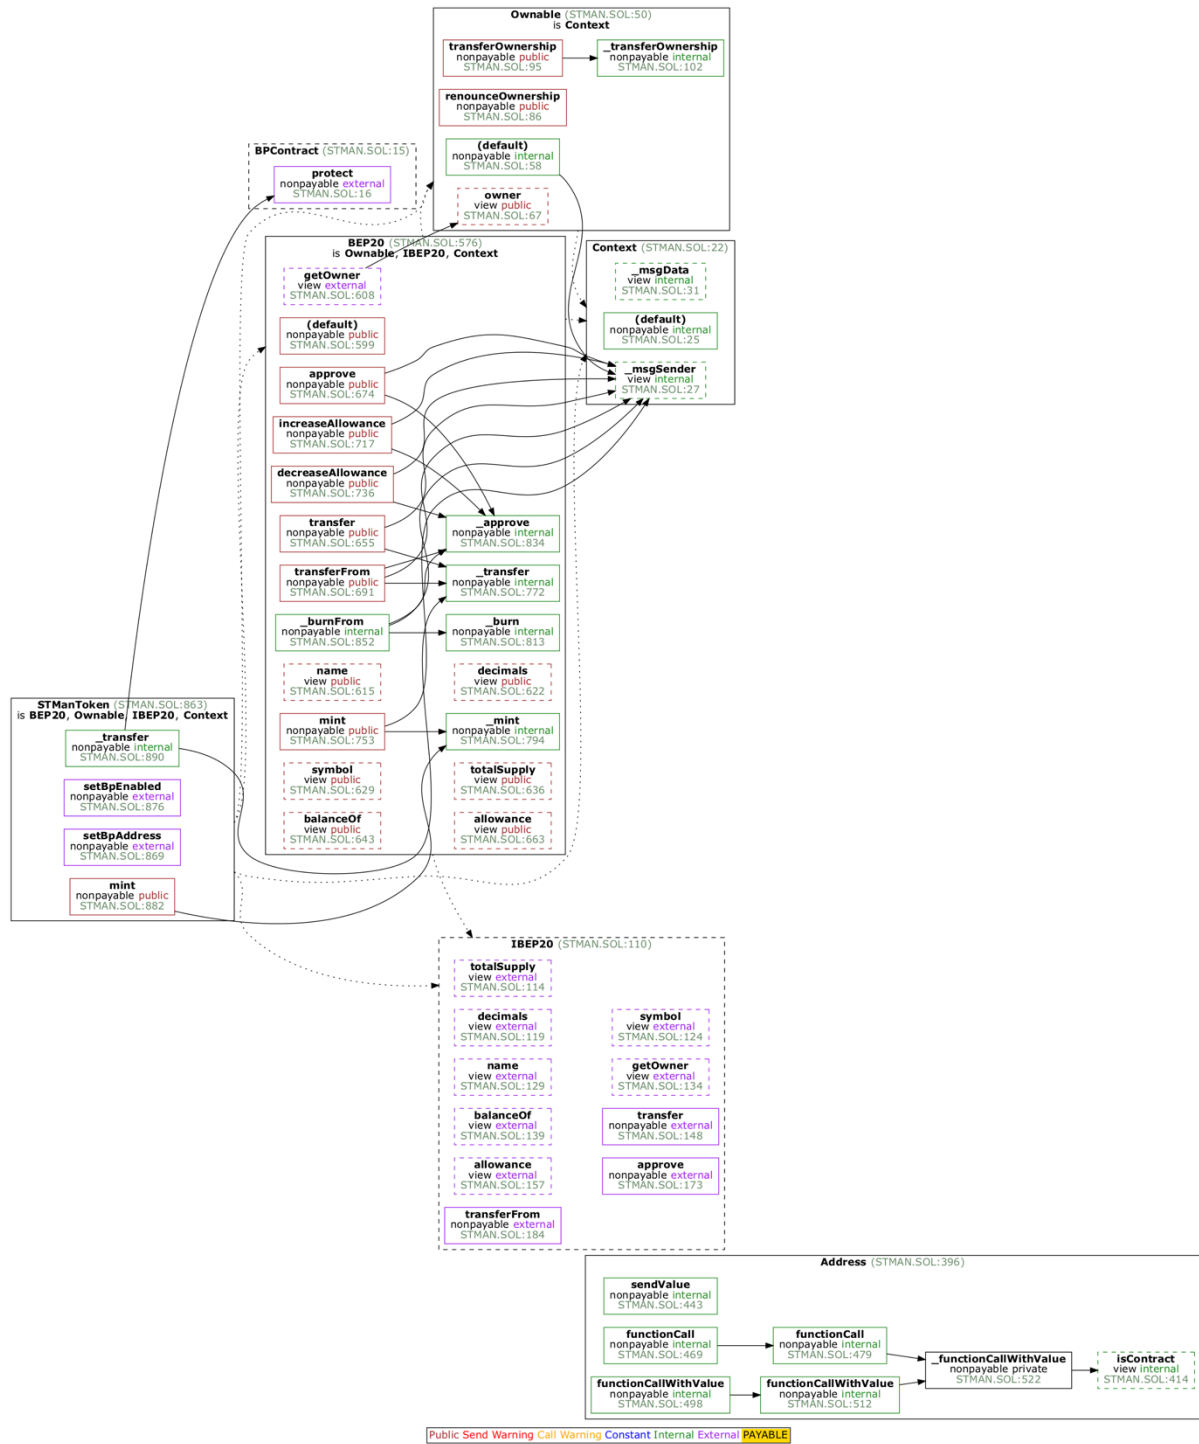 Ownable (STMAN.SOL:50)
is Context
transferOwnership
nonpayable public
STMAN.SOL:95
_transferOwnership
nonpayable internal
STMAN.SOL:102
renounceOwnership
nonpayable public
STMAN.SOL:86
(default)
nonpayable internal
STMAN.SOL:58
owner
view public
STMAN.SOL:67
BPContract (STMAN.SOL:15)
protect
nonpayable external
STMAN.SOL:16
BEP20 (STMAN.SOL:576)
is Ownable, IBEP20, Context
getOwner
view external
STMAN.SOL:608
(default)
nonpayable public
STMAN.SOL:599
approve
nonpayable public
STMAN.SOL:674
increaseAllowance
nonpayable public
STMAN.SOL:717
decreaseAllowance
nonpayable public
STMAN.SOL:736
transfer
nonpayable public
STMAN.SOL:655
_approve
nonpayable internal
STMAN.SOL:834
transferFrom
nonpayable public
STMAN.SOL:691
_transfer
nonpayable internal
STMAN.SOL:772
_burnFrom
nonpayable internal
STMAN.SOL:852
_burn
nonpayable internal
STMAN.SOL:813
name
view public
STMAN.SOL:615
decimals
view public
STMAN.SOL:622
mint
nonpayable public
STMAN.SOL:753
_mint
nonpayable internal
STMAN.SOL:794
symbol
view public
STMAN.SOL:629
totalSupply
view public
STMAN.SOL:636
balanceOf
view public
STMAN.SOL:643
allowance
view public
STMAN.SOL:663
Context (STMAN.SOL:22)
_msgData
view internal
STMAN.SOL:31
(default)
nonpayable internal
STMAN.SOL:25
_msgSender
view internal
STMAN.SOL:27
STManToken (STMAN.SOL:863)
is BEP20, Ownable, IBEP20, Context
_transfer
nonpayable internal
STMAN.SOL:890
setBpEnabled
nonpayable external
STMAN.SOL:876
setBpAddress
nonpayable external
STMAN.SOL:869
mint
nonpayable public
STMAN.SOL:882
IBEP20 (STMAN.SOL:110)
totalSupply
view external
STMAN.SOL:114
decimals
view external
STMAN.SOL:119
symbol
view external
STMAN.SOL:124
name
view external
STMAN.SOL:129
getOwner
view external
STMAN.SOL:134
balanceOf
view external
STMAN.SOL:139
transfer
nonpayable external
STMAN.SOL:148
allowance
view external
STMAN.SOL:157
approve
nonpayable external
STMAN.SOL:173
transferFrom
nonpayable external
STMAN.SOL:184
Address (STMAN.SOL:396)
sendValue
nonpayable internal
STMAN.SOL:443
functionCall
nonpayable internal
STMAN.SOL:469
functionCall
nonpayable internal
STMAN.SOL:479
functionCallWithValue
nonpayable internal
STMAN.SOL:498
functionCallWithValue
nonpayable internal
STMAN.SOL:512
_functionCallWithValue
nonpayable private
STMAN.SOL:522
isContract
view internal
STMAN.SOL:414
Public Send Warning Call Warning Constant Internal External PAYABLE